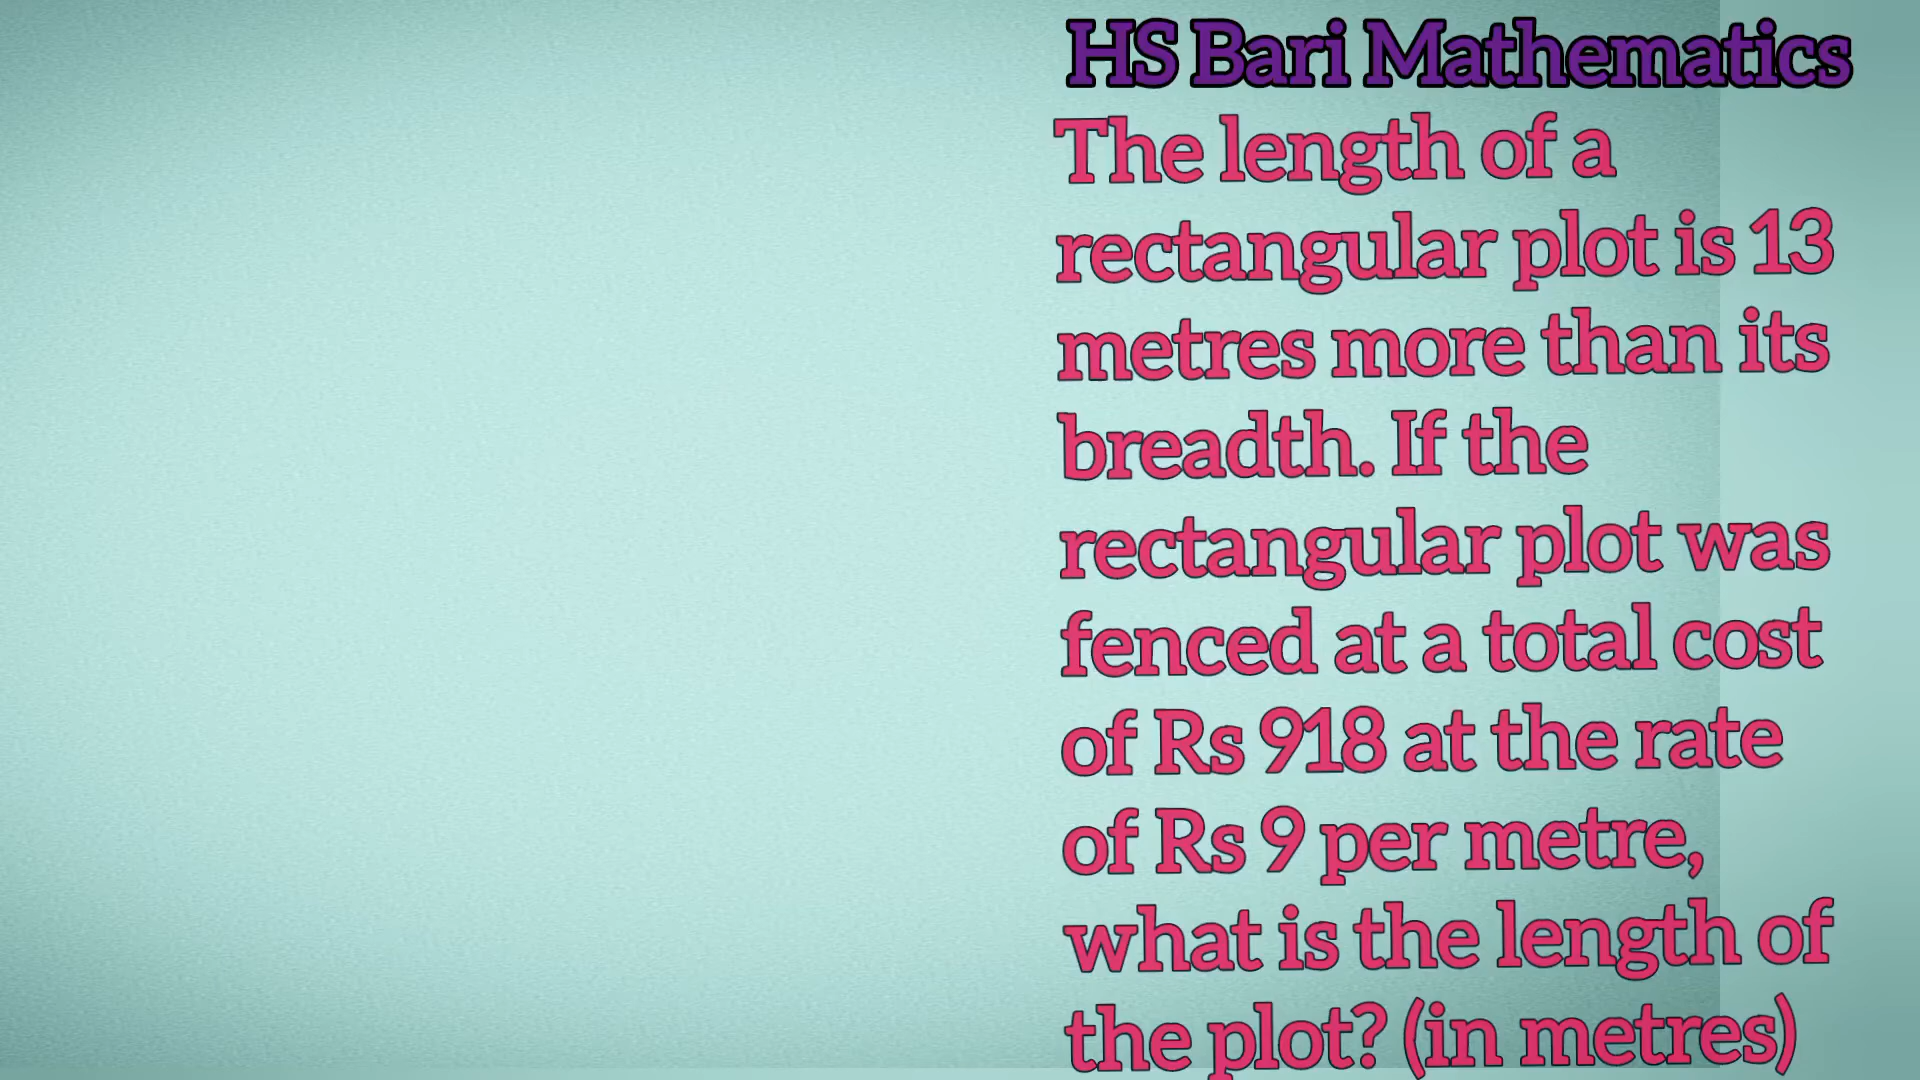 HS Bari Mathematics
The length of a
rectangular plot is 13
metres more than its
breadth. If the
rectangular plot was
fenced at a total cost
of Rs 918 at the rate
of Rs 9 per metre,
what is the length of
the plot? (in metres)